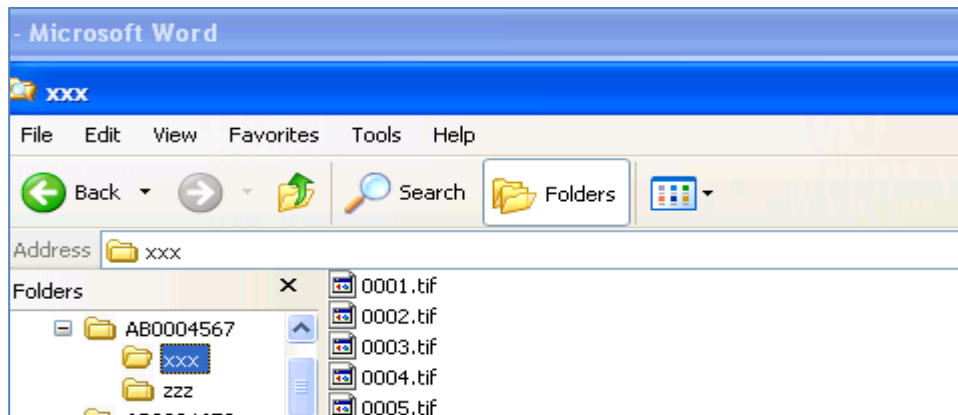 - Microsoft Word
xxx
File Edit View Favorites Tools Help
Back Search Folders
Address xxx
Folders
AB0004567
xxx
zzz
0001.tif
0002.tif
0003.tif
0004.tif
0005.tif